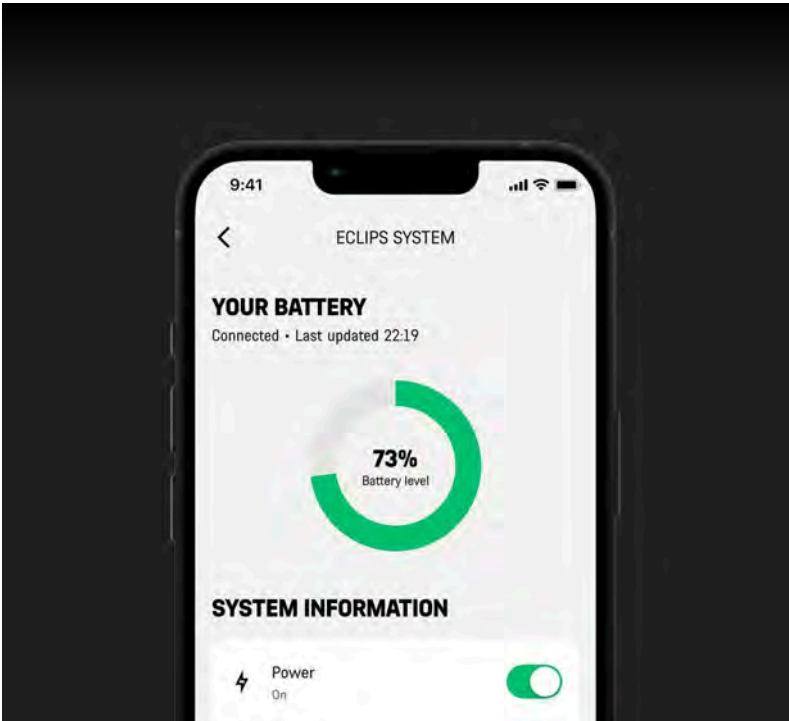 9:41
ECLIPS SYSTEM
YOUR BATTERY
Connected • Last updated 22:19
73%
Battery level
SYSTEM INFORMATION
Power
On